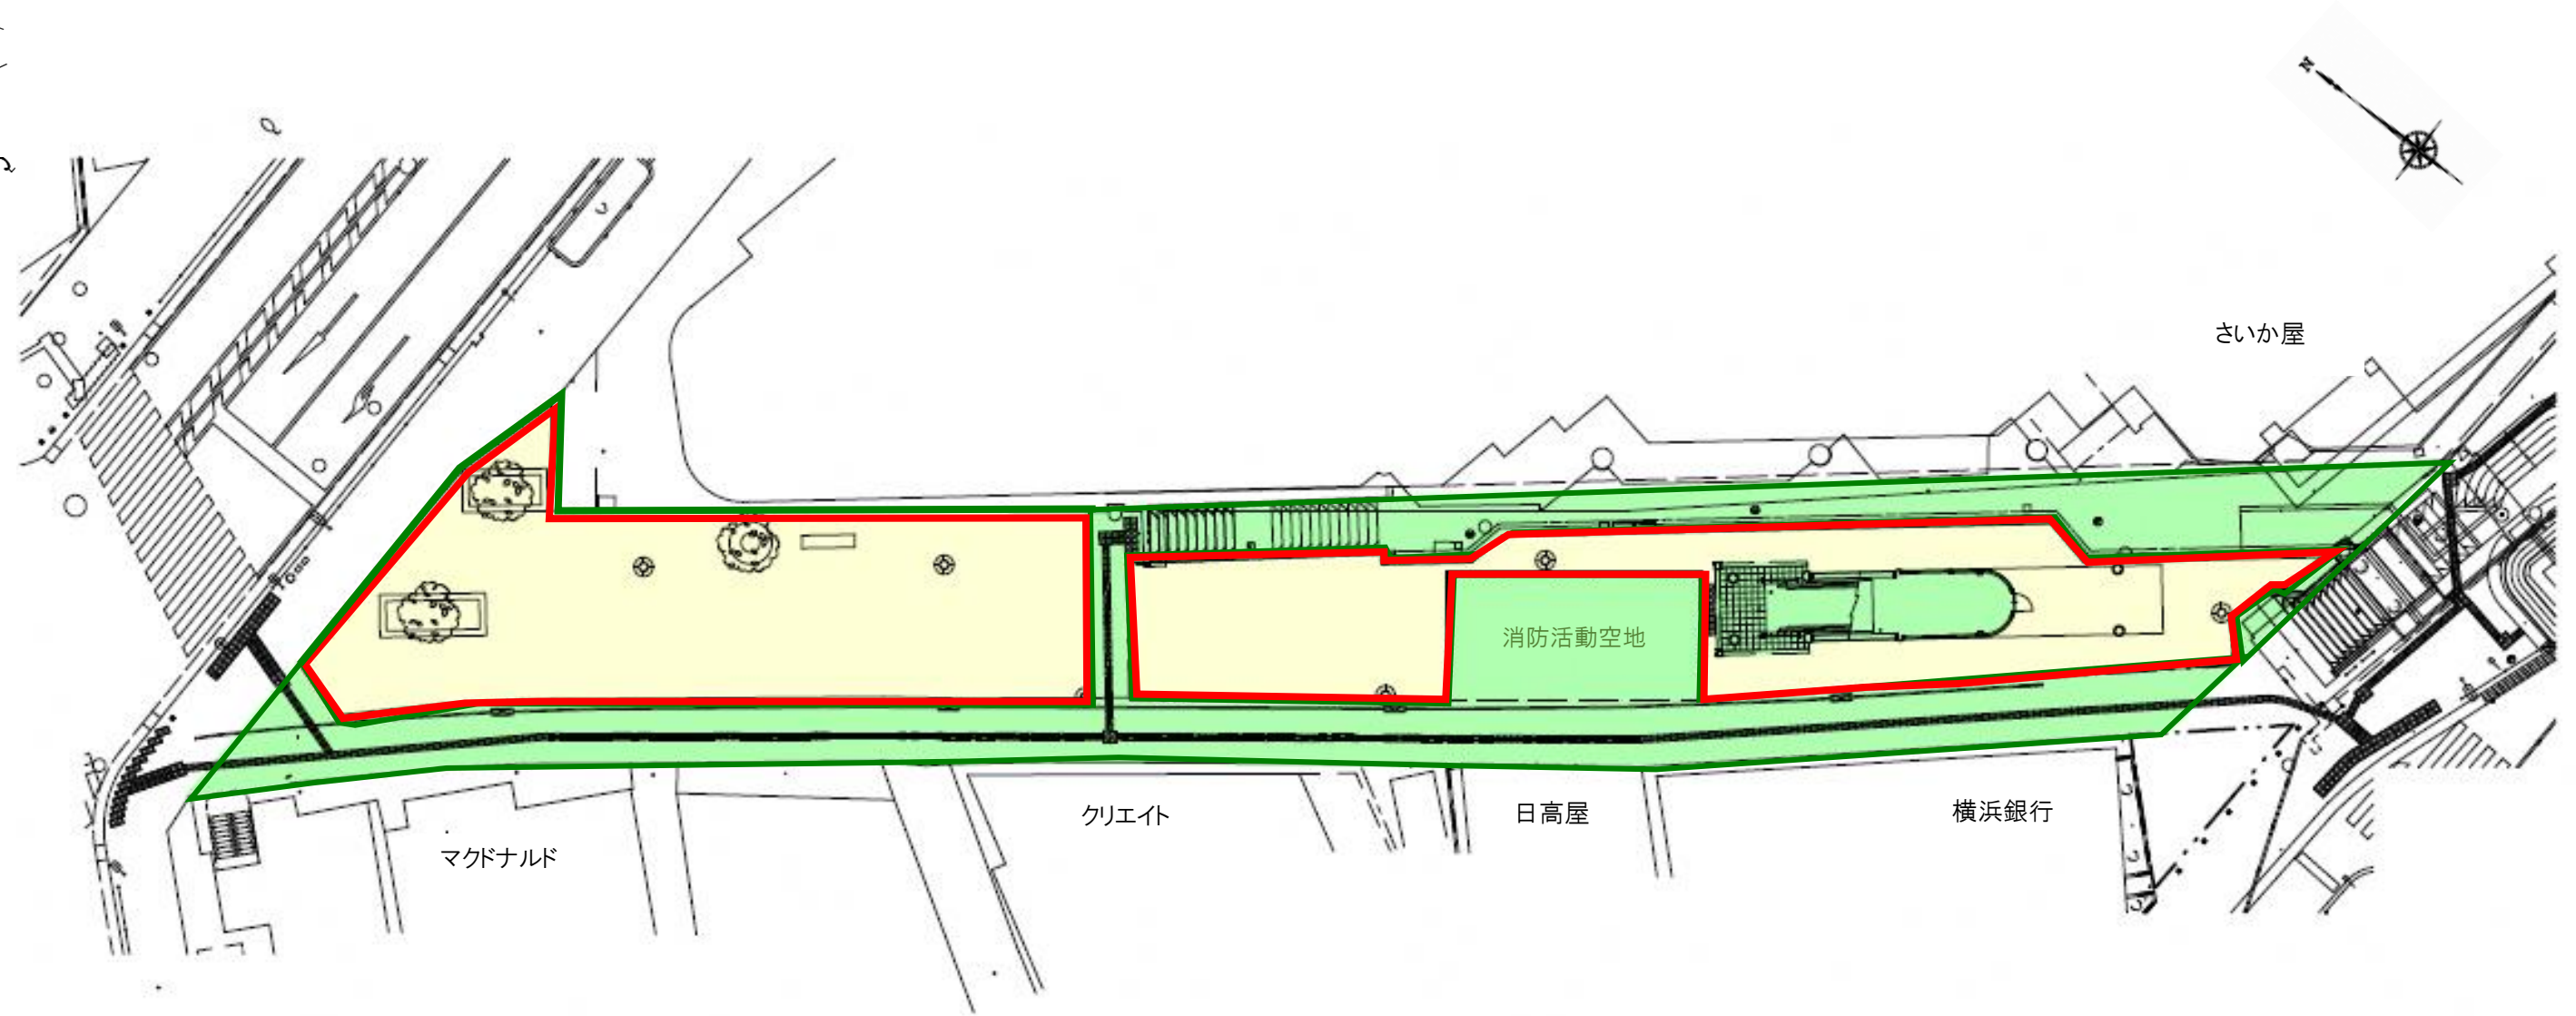 N
さいか屋
消防活動空地
クリエイト
日高屋
横浜銀行
マクドナルド